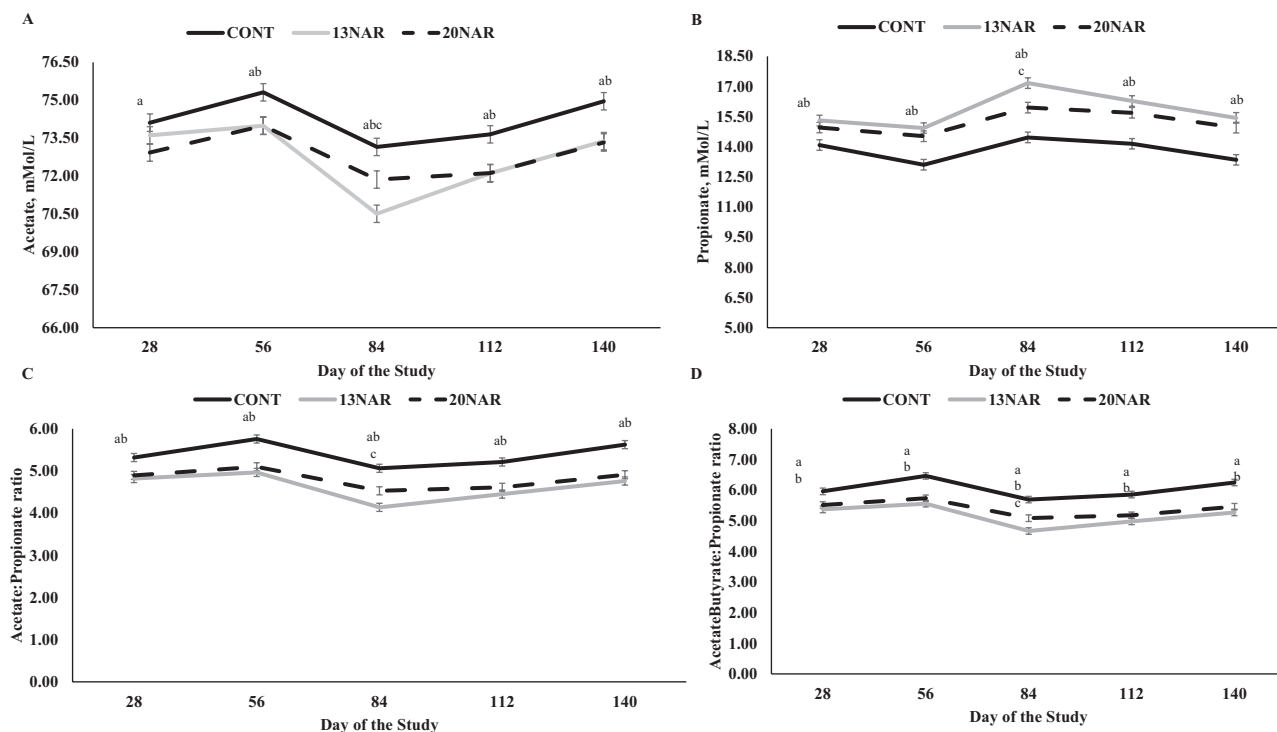 A
CONT 13NAR 20NAR
Acetate, mMol/L
76.50
75.00
73.50
72.00
70.50
69.00
67.50
66.00
a
ab
abc
ab
ab
28 56 84 112 140
Day of the Study
B
CONT 13NAR 20NAR
Propionate, mMol/L
18.50
17.00
15.50
14.00
12.50
11.00
9.50
8.00
6.50
5.00
ab
ab
ab
c
ab
ab
28 56 84 112 140
Day of the Study
C
CONT 13NAR 20NAR
Acetate:Propionate ratio
6.00
5.00
4.00
3.00
2.00
1.00
0.00
ab
ab
ab
c
ab
ab
28 56 84 112 140
Day of the Study
D
CONT 13NAR 20NAR
AcetateButyrate:Propionate ratio
8.00
7.00
6.00
5.00
4.00
3.00
2.00
1.00
0.00
a
b
a
b
a
b
c
a
b
a
b
28 56 84 112 140
Day of the Study